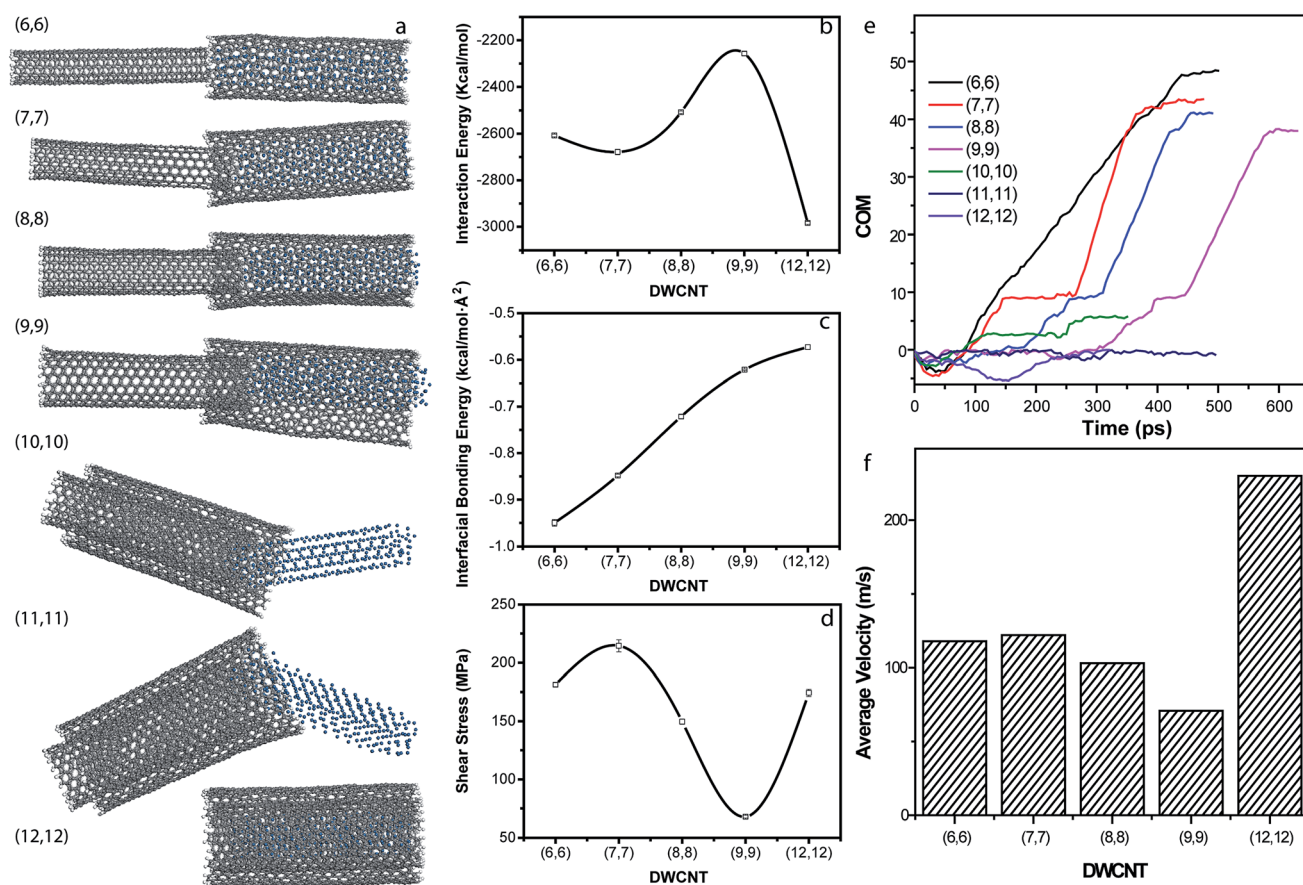 a
(6,6)
(7,7)
(8,8)
(9,9)
(10,10)
(11,11)
(12,12)
b
Interaction Energy (Kcal/mol)
-2200
-2400
-2600
-2800
-3000
(6,6) (7,7) (8,8) (9,9) (12,12)
DWCNT
c
Interfacial Bonding Energy (kcal/mol·Å²)
-0.5
-0.6
-0.7
-0.8
-0.9
-1.0
(6,6) (7,7) (8,8) (9,9) (12,12)
DWCNT
d
Shear Stress (MPa)
250
200
150
100
50
(6,6) (7,7) (8,8) (9,9) (12,12)
DWCNT
e
COM
50
40
30
20
10
0
(6,6)
(7,7)
(8,8)
(9,9)
(10,10)
(11,11)
(12,12)
0 100 200 300 400 500 600
Time (ps)
f
Average Velocity (m/s)
200
100
0
(6,6) (7,7) (8,8) (9,9) (12,12)
DWCNT